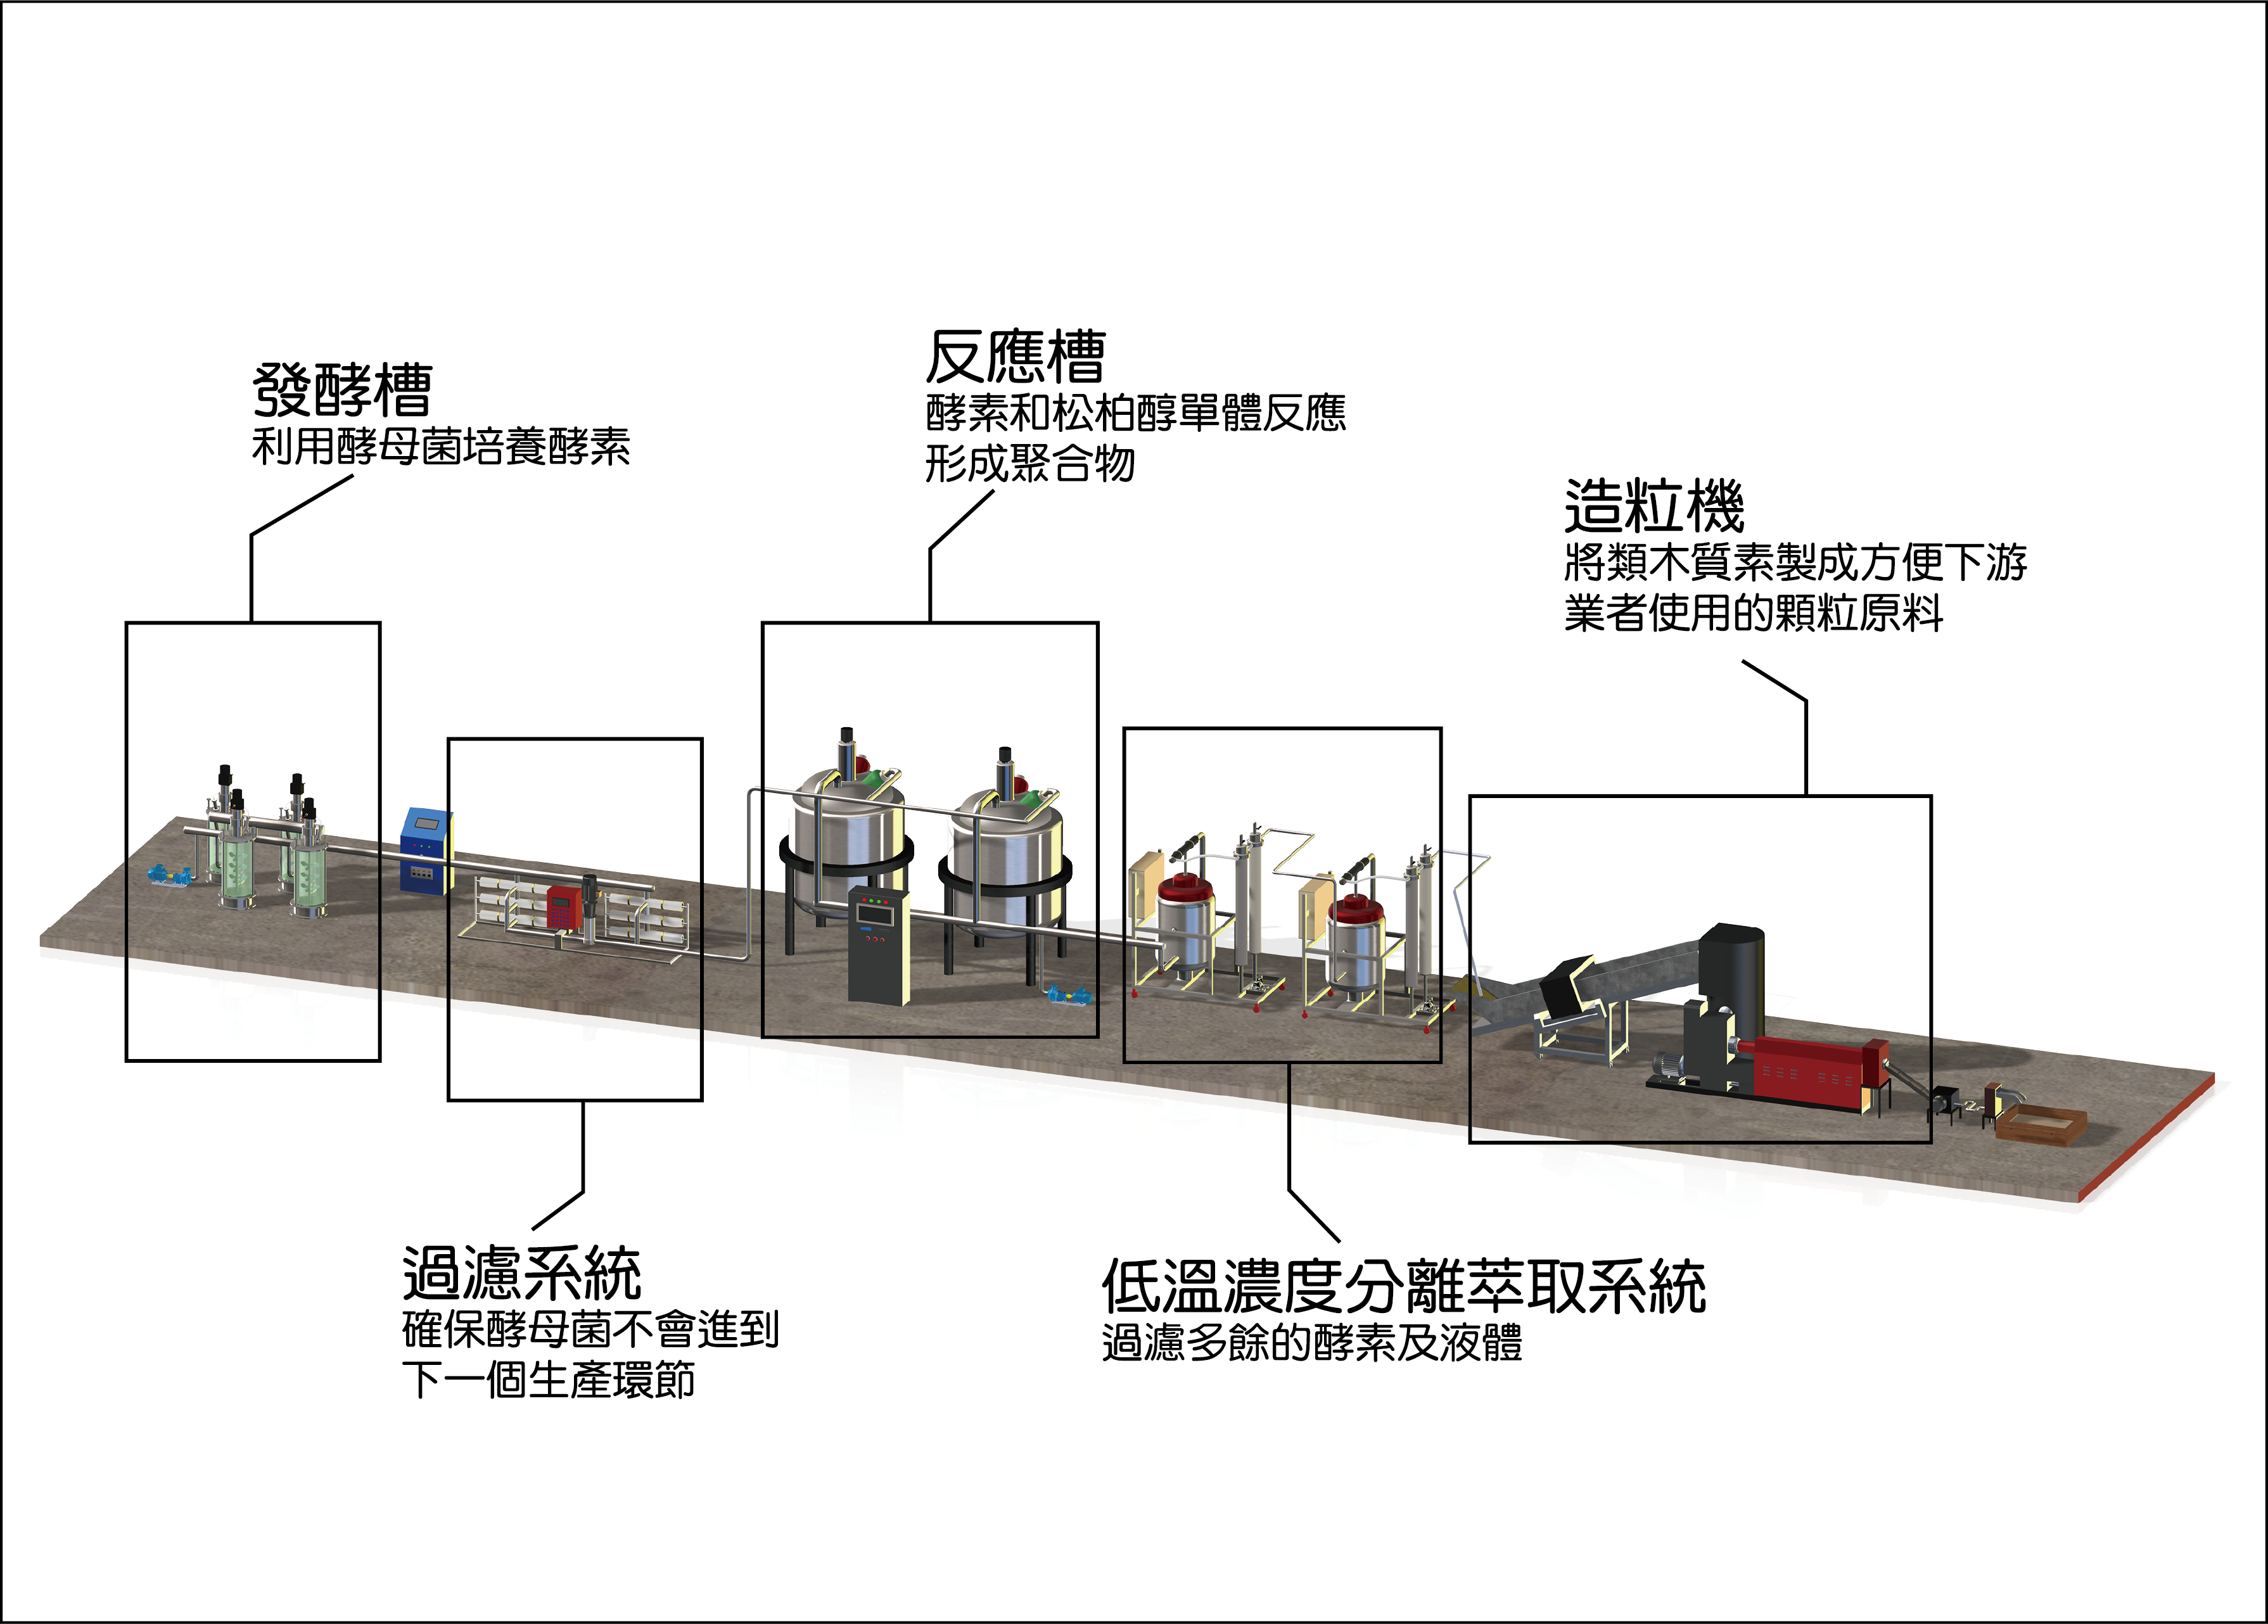 發酵槽
利用酵母菌培養酵素
反應槽
酵素和松柏醇單體反應
形成聚合物
造粒機
將類木質素製成方便下游
業者使用的顆粒原料
過濾系統
確保酵母菌不會進到
下一個生產環節
低溫濃度分離萃取系統
過濾多餘的酵素及液體